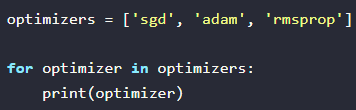 optimizers = ['sgd', 'adam', 'rmsprop']
for optimizer in optimizers:
    print(optimizer)